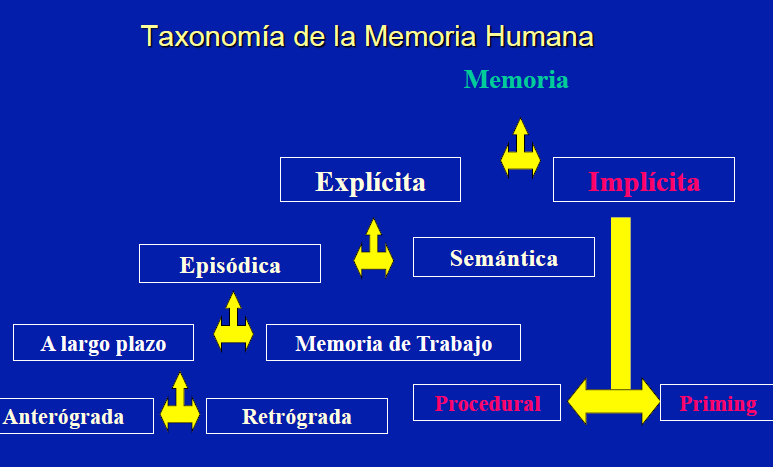 Taxonomía de la Memoria Humana
Memoria
Explícita
Implícita
Episódica
Semántica
A largo plazo
Memoria de Trabajo
Anterógrada
Retrógrada
Procedural
Priming